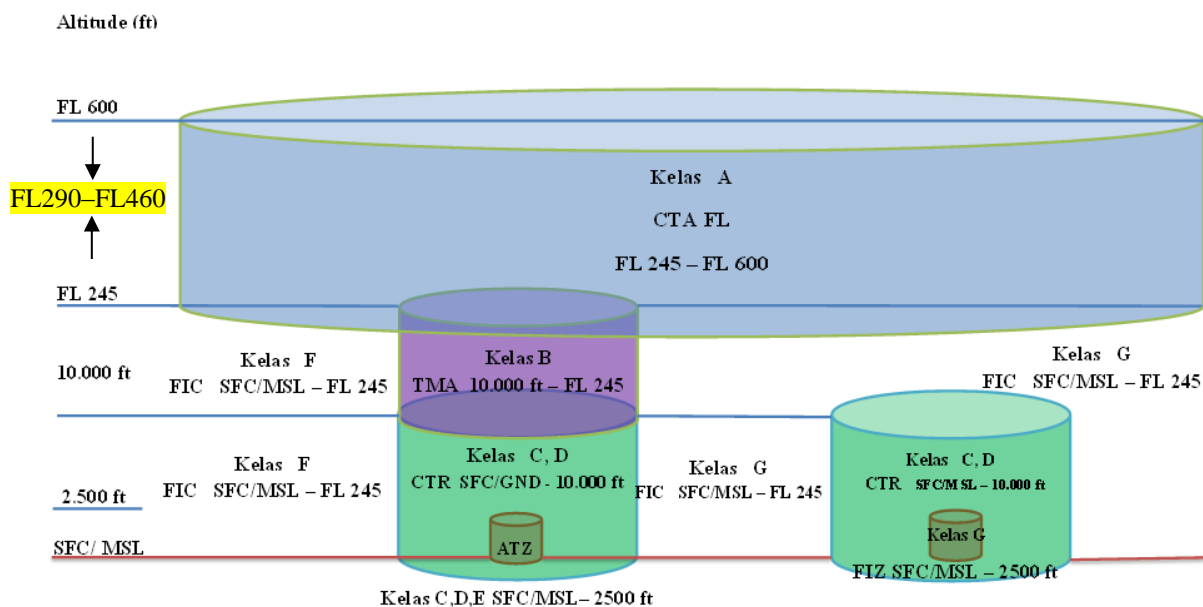 Altitude (ft)
FL 600
FL290–FL460
FL 245
10.000 ft
2.500 ft
SFC/ MSL
Kelas A
CTA FL
FL 245 – FL 600
Kelas F
FIC SFC/MSL – FL 245
Kelas B
TMA 10.000 ft – FL 245
Kelas G
FIC SFC/MSL – FL 245
Kelas F
FIC SFC/MSL – FL 245
Kelas C, D
CTR SFC/GND - 10.000 ft
ATZ
Kelas C,D,E SFC/MSL – 2500 ft
Kelas G
FIC SFC/MSL – FL 245
Kelas C, D
CTR SFC/MSL – 10.000 ft
Kelas G
FIZ SFC/MSL – 2500 ft